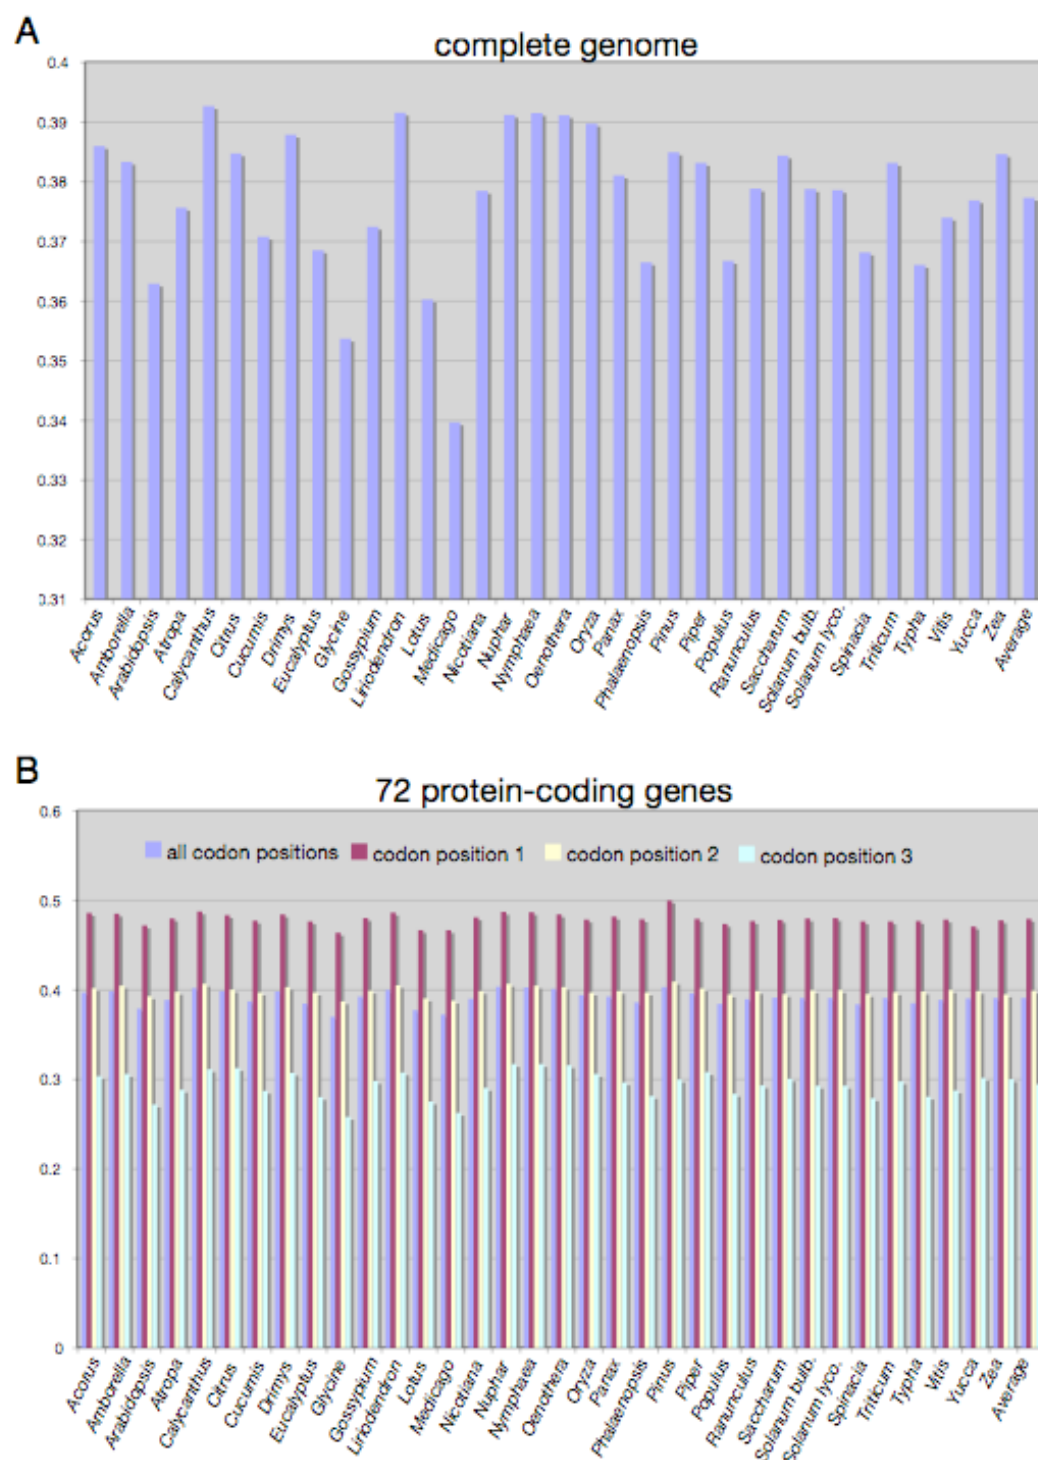 A
complete genome
0.4
0.39
0.38
0.37
0.36
0.35
0.34
0.33
0.32
0.31
Acorus
Amborella
Arabidopsis
Atropa
Calycanthus
Citrus
Cucumis
Drimys
Eucalyptus
Glycine
Gossypium
Liriodendron
Lotus
Medicago
Nicotiana
Nuphar
Nymphaea
Oenothera
Oryza
Panax
Phalaenopsis
Pinus
Piper
Populus
Ranunculus
Saccharum
Solanum bulb.
Solanum lyco.
Spinacia
Triticum
Typha
Vitis
Yucca
Zea
Average
B
72 protein-coding genes
0.6
all codon positions codon position 1 codon position 2 codon position 3
0.5
0.4
0.3
0.2
0.1
0
Acorus
Amborella
Arabidopsis
Atropa
Calycanthus
Citrus
Cucumis
Drimys
Eucalyptus
Glycine
Gossypium
Liriodendron
Lotus
Medicago
Nicotiana
Nuphar
Nymphaea
Oenothera
Oryza
Panax
Phalaenopsis
Pinus
Piper
Populus
Ranunculus
Saccharum
Solanum bulb.
Solanum lyco.
Spinacia
Triticum
Typha
Vitis
Yucca
Zea
Average